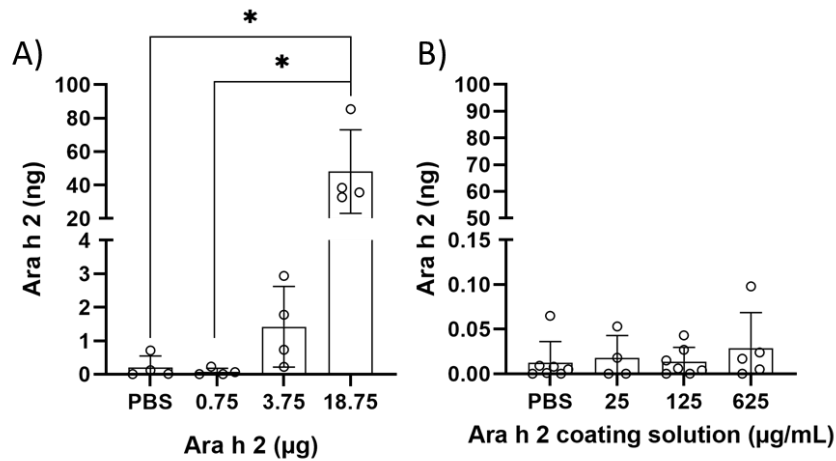 A)
*
*
Ara h 2 (ng)
100
80
60
40
20
4
3
2
1
0
PBS 0.75 3.75 18.75
Ara h 2 (µg)
B)
Ara h 2 (ng)
100
90
80
70
60
50
0.15
0.10
0.05
0.00
PBS 25 125 625
Ara h 2 coating solution (µg/mL)